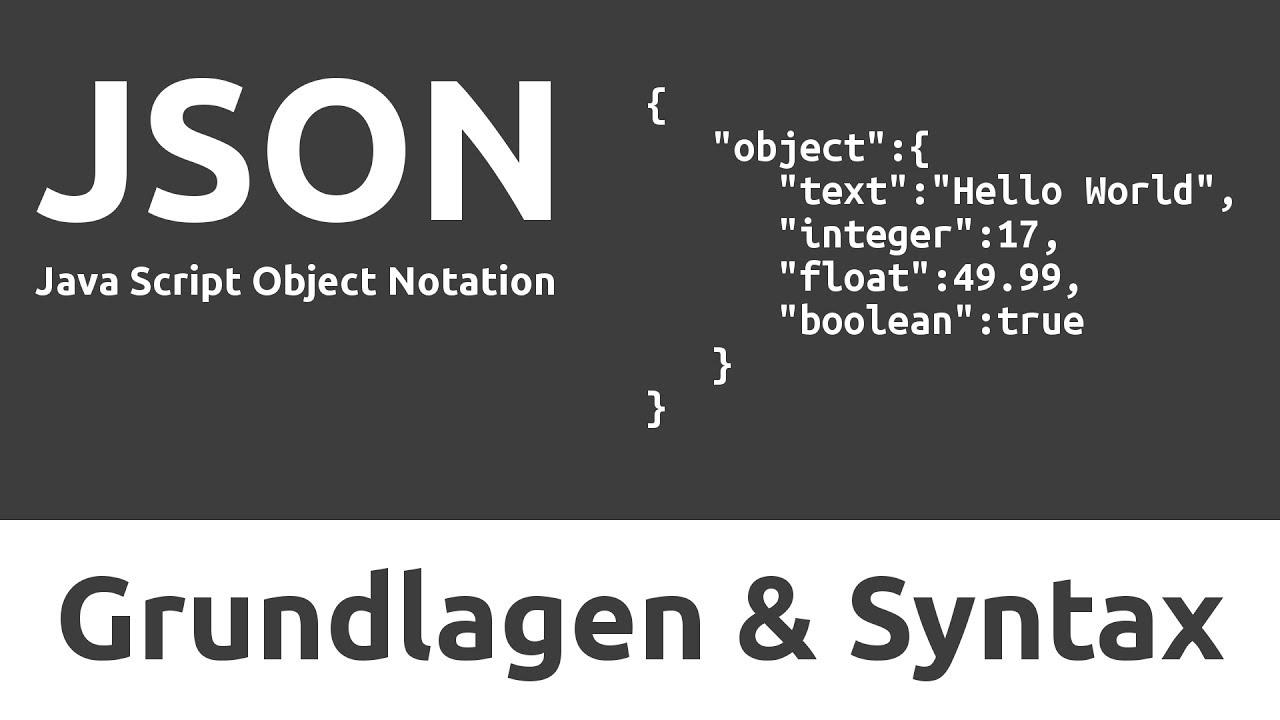 JSON
Java Script Object Notation
{
"object":{
"text":"Hello World",
"integer":17,
"float":49.99,
"boolean":true
}
}
Grundlagen & Syntax